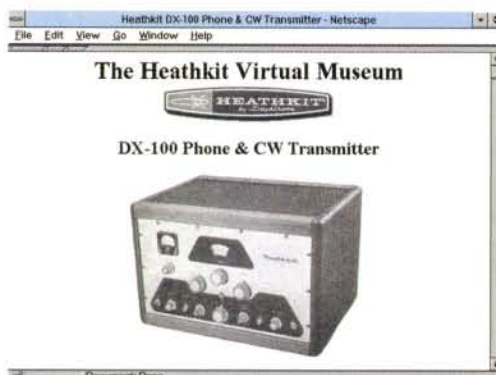 Heathkit DX-100 Phone & CW Transmitter - Netscape
File Edit View Go Window Help
The Heathkit Virtual Museum
HEATHKIT
DX-100 Phone & CW Transmitter